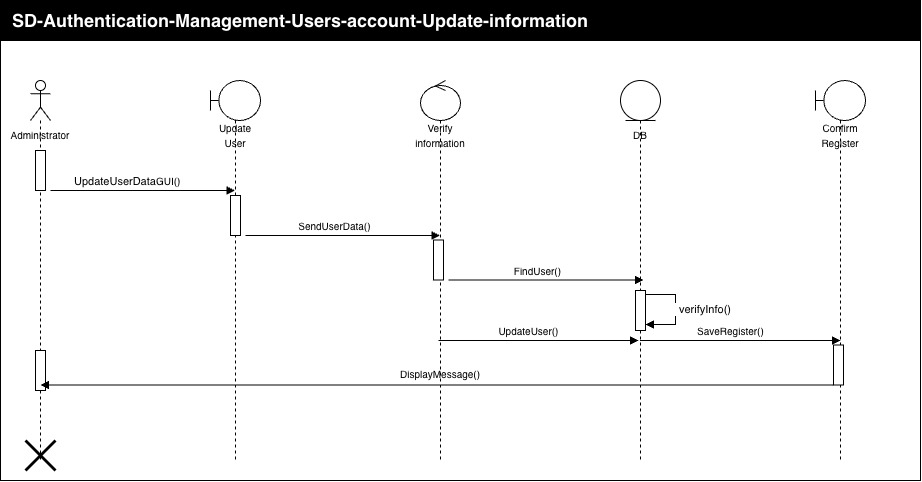 SD-Authentication-Management-Users-account-Update-information
Administrator
Update
User
Verify
information
DB
Confirm
Register
UpdateUserDataGUI()
SendUserData()
FindUser()
verifyInfo()
UpdateUser()
SaveRegister()
DisplayMessage()